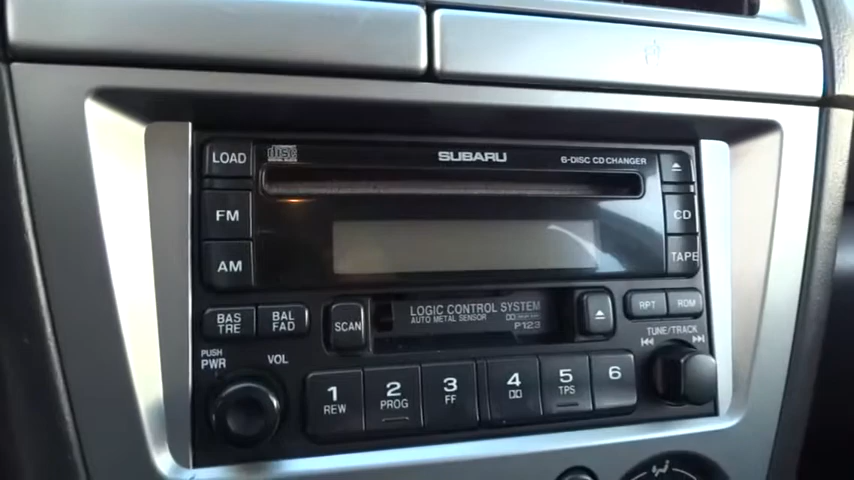 LOAD
disc
SUBARU
6-DISC CD CHANGER
FM
CD
AM
TAPE
BAS
TRE
BAL
FAD
SCAN
LOGIC CONTROL SYSTEM
AUTO METAL SENSOR
P123
RPT
RDM
TUNE/TRACK
PUSH
PWR
VOL
1
REW
2
PROG
3
FF
4
5
TPS
6